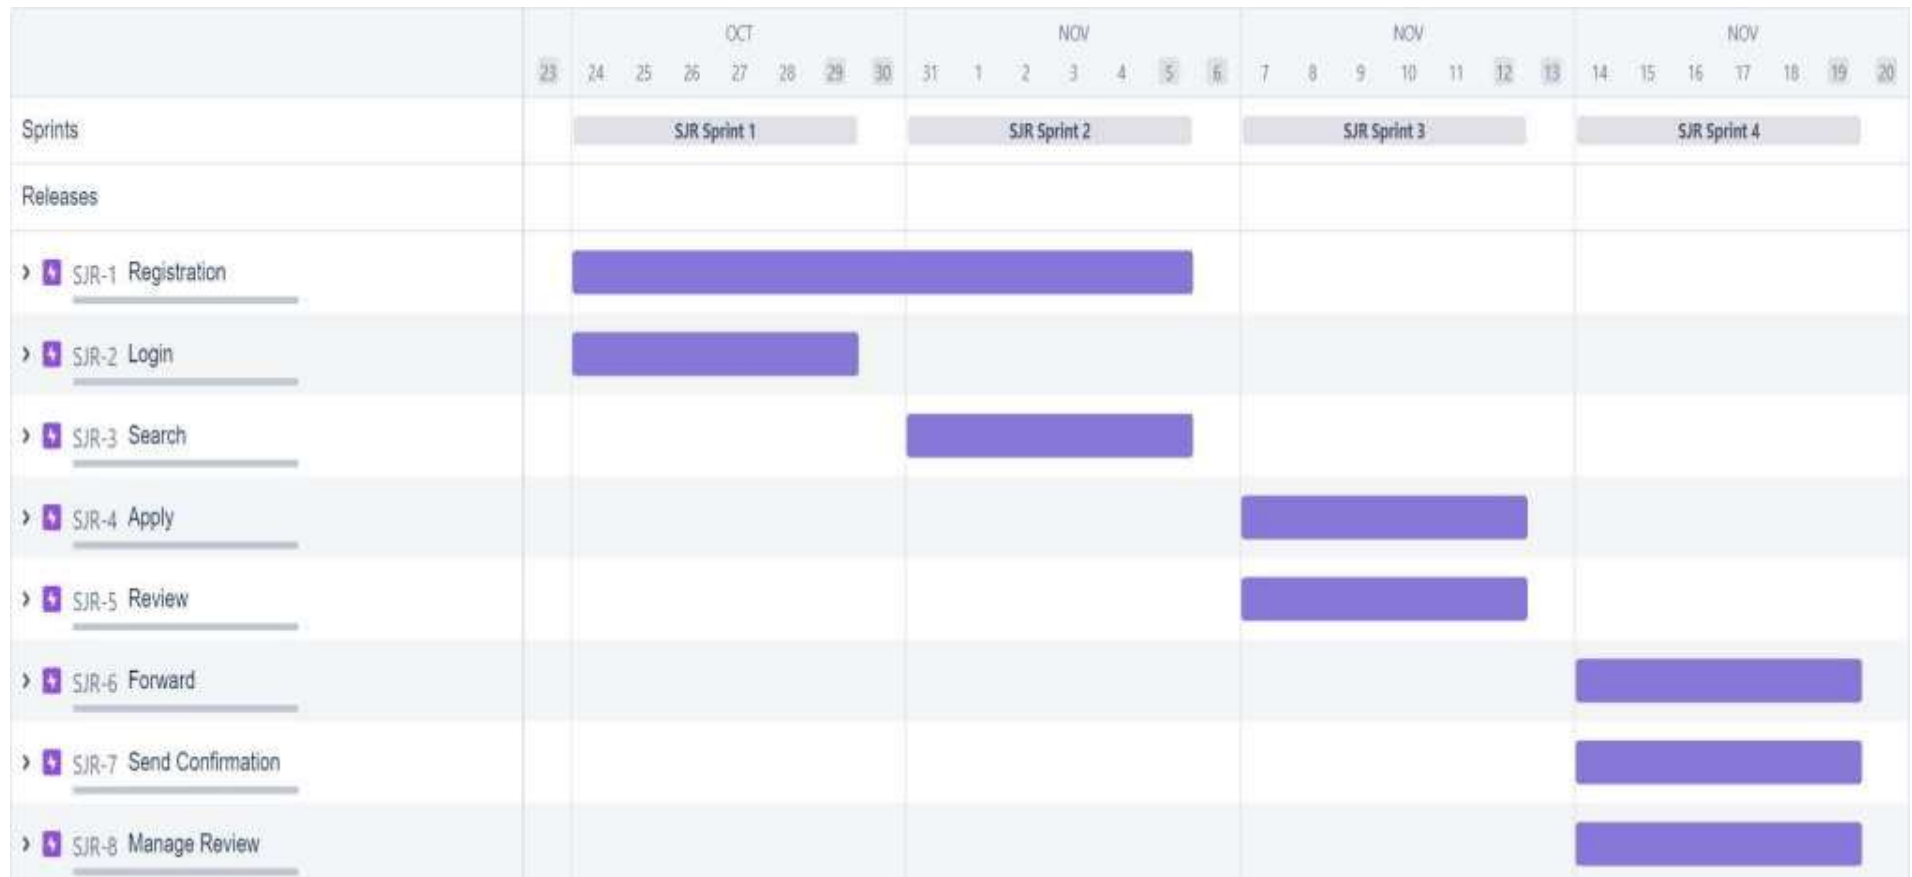 OCT NOV NOV NOV
23 24 25 26 27 28 29 30 31 1 2 3 4 5 6 7 8 9 10 11 12 13 14 15 16 17 18 19 20
Sprints SJR Sprint 1 SJR Sprint 2 SJR Sprint 3 SJR Sprint 4
Releases
SJR-1 Registration
SJR-2 Login
SJR-3 Search
SJR-4 Apply
SJR-5 Review
SJR-6 Forward
SJR-7 Send Confirmation
SJR-8 Manage Review